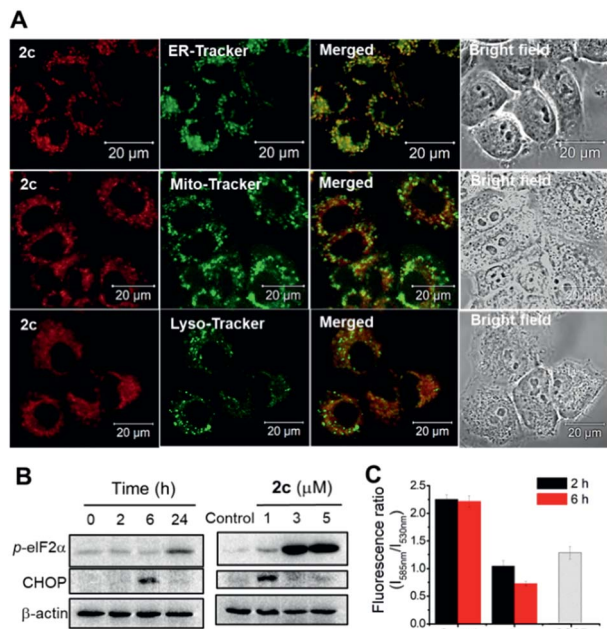 A
2c ER-Tracker Merged Bright field
20 μm 20 μm 20 μm 20 μm
2c Mito-Tracker Merged Bright field
20 μm 20 μm 20 μm 20 μm
2c Lyso-Tracker Merged Bright field
20 μm 20 μm 20 μm 20 μm
B
Time (h)
0 2 6 24
2c (μM)
Control 1 3 5
p-eIF2α
CHOP
β-actin
C
2 h
6 h
Fluorescence ratio
(I585nm/I530nm)
2.5
2.0
1.5
1.0
0.5
0.0